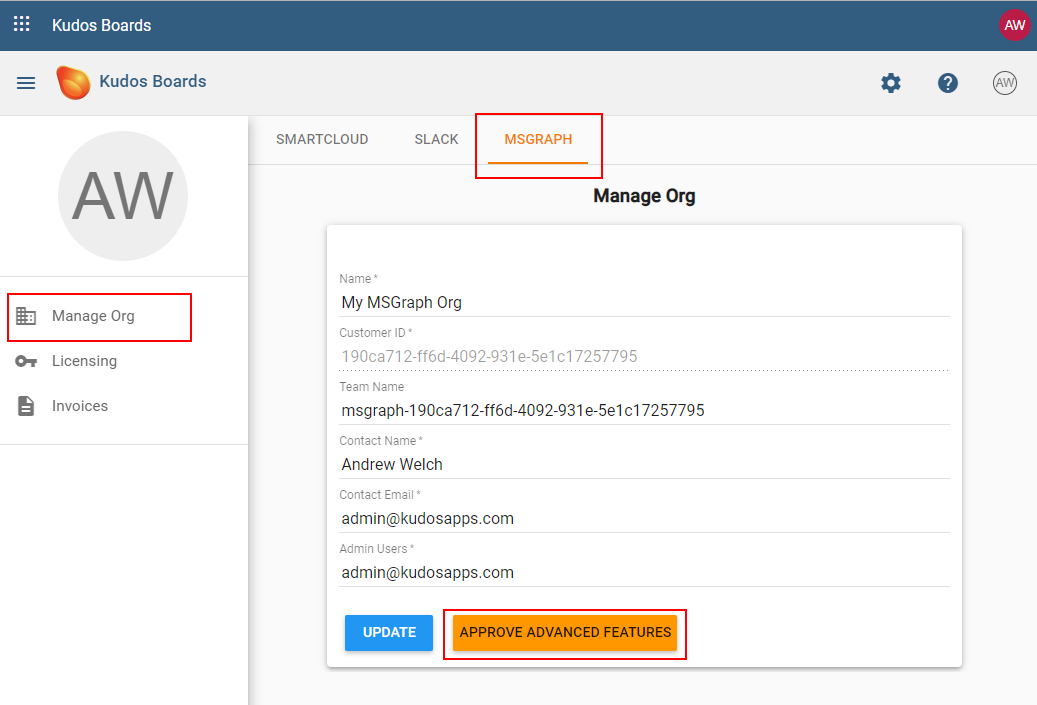 Kudos Boards
AW
Kudos Boards
?
AW
SMARTCLOUD SLACK MSGRAPH
AW
Manage Org
Licensing
Invoices
Manage Org
Name *
My MSGraph Org
Customer ID *
190ca712-ff6d-4092-931e-5e1c17257795
Team Name
msgraph-190ca712-ff6d-4092-931e-5e1c17257795
Contact Name *
Andrew Welch
Contact Email *
admin@kudosapps.com
Admin Users *
admin@kudosapps.com
UPDATE APPROVE ADVANCED FEATURES